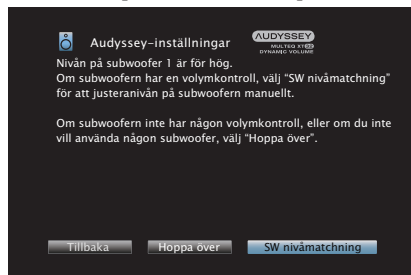 Audyssey-inställningar
AUDYSSEY
MULTEQ XT32
DYNAMIC VOLUME
Nivån på subwoofer 1 är för hög.
Om subwoofern har en volymkontroll, välj "SW nivåmatchning"
för att justeranivån på subwoofern manuellt.
Om subwoofern inte har någon volymkontroll, eller om du inte
vill använda någon subwoofer, välj "Hoppa över".
Tillbaka
Hoppa över
SW nivåmatchning